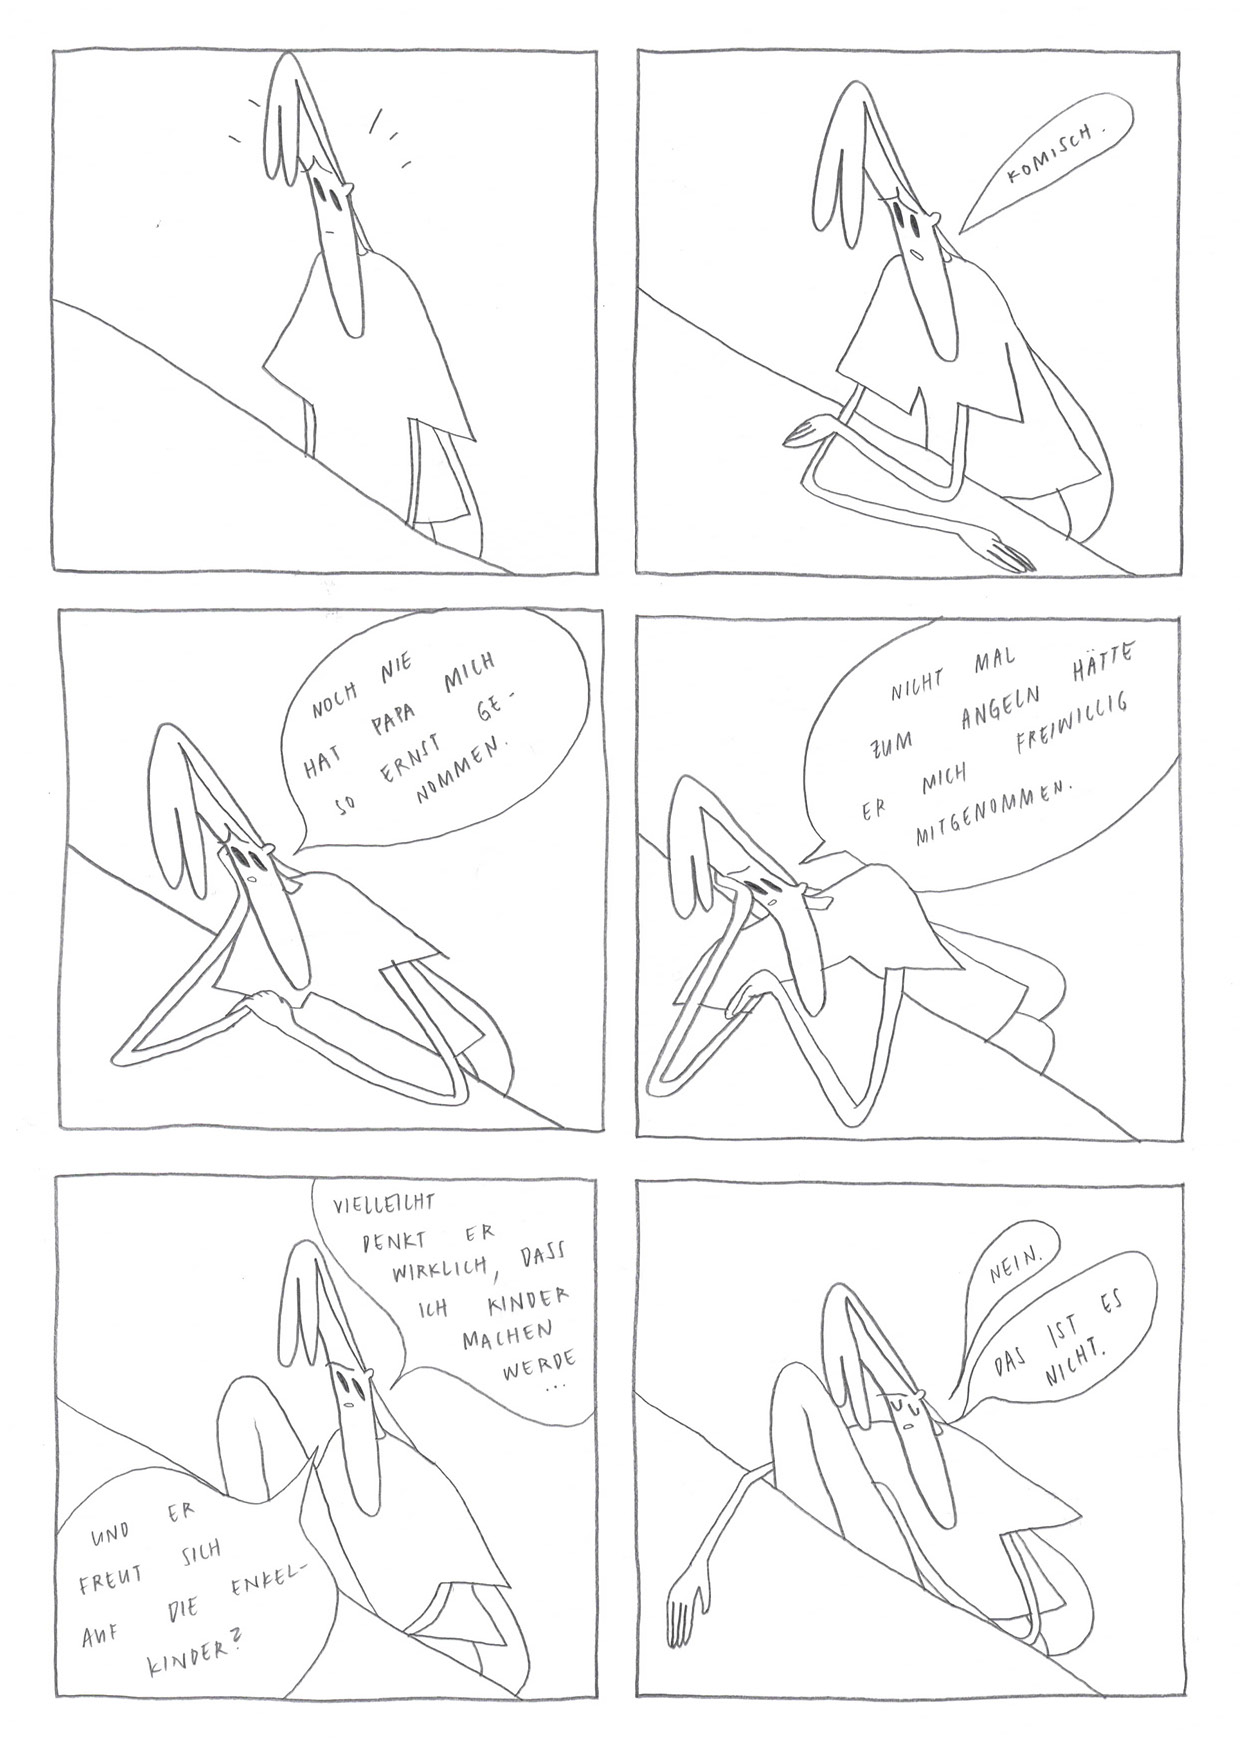 KOMISCH.
NOCH NIE
HAT PAPA MICH
SO ERNST GE-
NOMMEN.
NICHT MAL
ZUM ANGELN HÄTTE
ER MICH FREIWILLIG
MITGENOMMEN.
VIELLEICHT
DENKT ER
WIRKLICH, DASS
ICH KINDER
MACHEN
WERDE
...
UND ER
FREUT SICH
AUF DIE ENKEL-
KINDER?
NEIN.
DAS IST ES
NICHT.